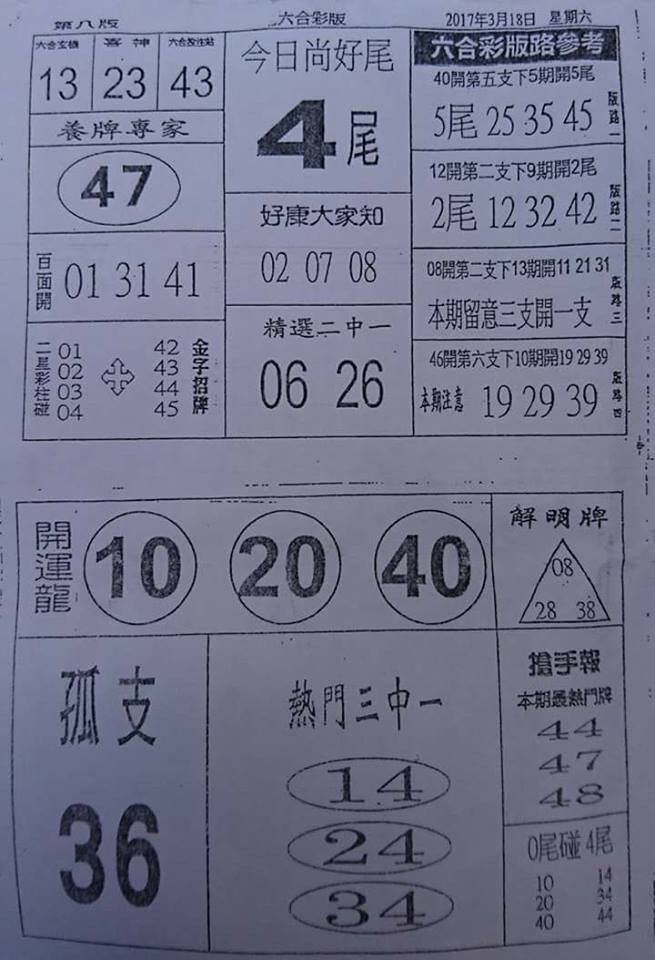 第八版 六合彩版 2017年3月18日 星期六
六合玄機 喜神
13 23 43
養牌專家
47
百面開
01 31 41
二星彩柱碰
01 42
02 43
03 44
04 45
金字招牌
今日尚好尾
4尾
好康大家知
02 07 08
精選二中一
06 26
六合彩版路參考
40開第五支下5期開5尾
5尾 25 35 45
版路一
12開第二支下9期開2尾
2尾 12 32 42
版路二
08開第二支下13期開11 21 31
本期留意三支開一支
版路三
46開第六支下10期開19 29 39
本期注意 19 29 39
版路四
開運龍
10 20 40
解明牌
08
28 38
孤支
36
熱門三中一
14
24
34
搶手報
本期最熱門牌
44
47
48
0尾碰4尾
10 14
20 34
40 44